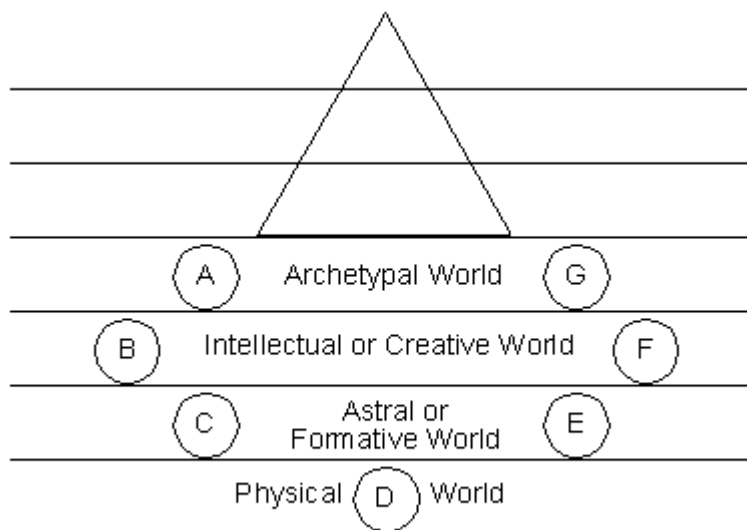 A Archetypal World G
B Intellectual or Creative World F
Astral or
C Formative World E
Physical D World